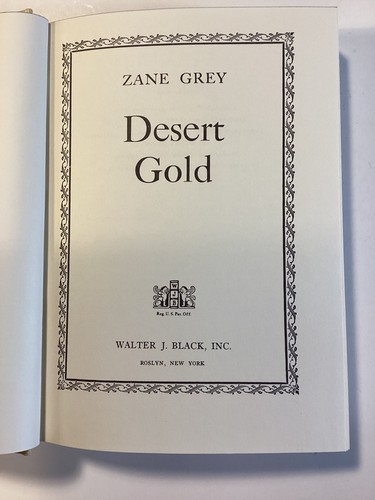 ZANE GREY
Desert
Gold
W
J
B
Reg U.S Pat Off.
WALTER J. BLACK, INC.
ROSLYN, NEW YORK